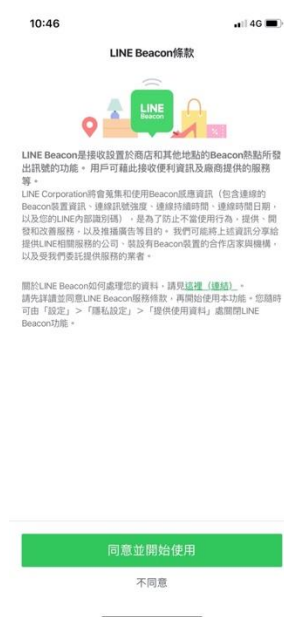 10:46
4G
LINE Beacon條款
LINE
Beacon
%
LINE Beacon是接收設置於商店和其他地點的Beacon熱點所發
出訊號的功能。用戶可藉此接收便利資訊及廠商提供的服務
等。
LINE Corporation將會蒐集和使用Beacon感應資訊（包含連線的
Beacon裝置資訊、連線訊號強度、連線持續時間、連線時間日期，
以及您的LINE內部識別碼），是為了防止不當使用行為，提供、開
發和改善服務，以及推播廣告等目的。我們可能將上述資訊分享給
提供LINE相關服務的公司、裝設有Beacon裝置的合作店家與機構，
以及受我們委託提供服務的業者。
關於LINE Beacon如何處理您的資料，請見這裡（連結）。
請先詳讀並同意LINE Beacon服務條款，再開始使用本功能。您隨時
可由「設定」＞「隱私設定」＞「提供使用資料」處關閉LINE
Beacon功能。
同意並開始使用
不同意